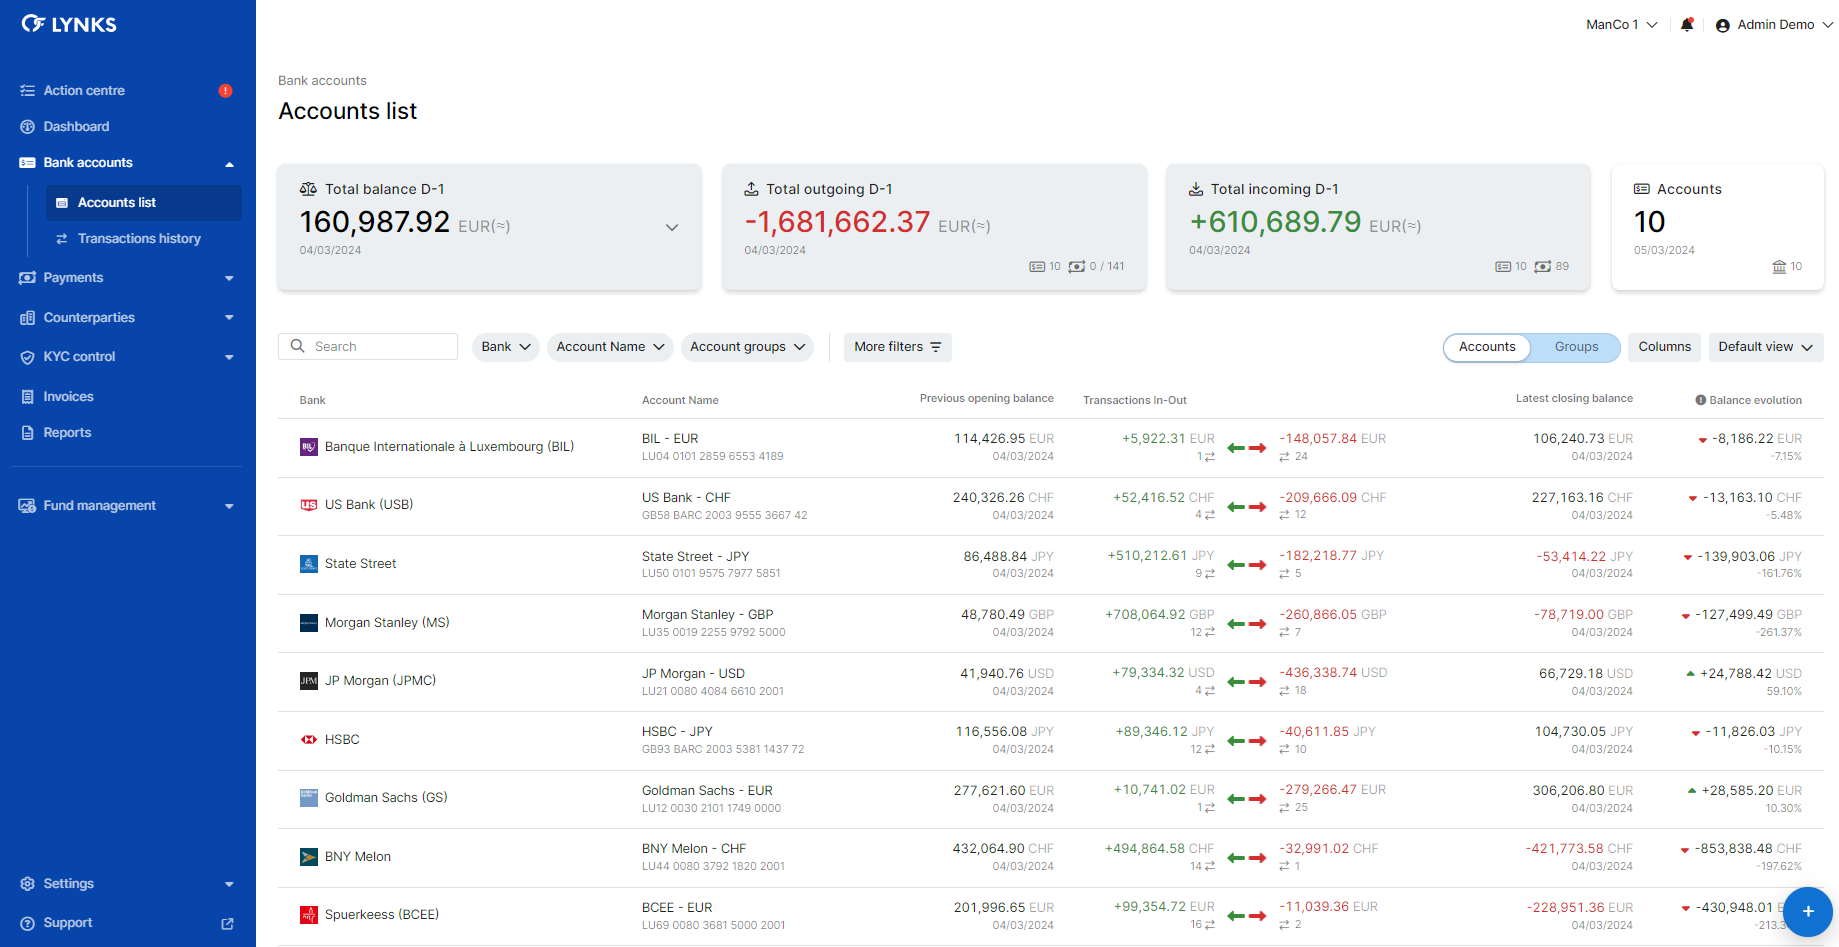 LYNKS
ManCo 1
Admin Demo
Action centre
Dashboard
Bank accounts
Accounts list
Transactions history
Payments
Counterparties
KYC control
Invoices
Reports
Fund management
Settings
Support
Bank accounts
Accounts list
Total balance D-1
160,987.92 EUR(≈)
04/03/2024
Total outgoing D-1
-1,681,662.37 EUR(≈)
04/03/2024
10 0 / 141
Total incoming D-1
+610,689.79 EUR(≈)
04/03/2024
10 89
Accounts
10
05/03/2024
10
Search Bank Account Name Account groups More filters Accounts Groups Columns Default view
Bank Account Name Previous opening balance Transactions In-Out Latest closing balance Balance evolution
Banque Internationale à Luxembourg (BIL) BIL - EUR 114,426.95 EUR +5,922.31 EUR -148,057.84 EUR 106,240.73 EUR -8,186.22 EUR
LU04 0101 2859 6553 4189 04/03/2024 1 24 04/03/2024 -7.15%
US Bank (USB) US Bank - CHF 240,326.26 CHF +52,416.52 CHF -209,666.09 CHF 227,163.16 CHF -13,163.10 CHF
GB58 BARC 2003 9555 3667 42 04/03/2024 4 12 04/03/2024 -5.48%
State Street State Street - JPY 86,488.84 JPY +510,212.61 JPY -182,218.77 JPY -53,414.22 JPY -139,903.06 JPY
LU50 0101 9575 7977 5851 04/03/2024 9 5 04/03/2024 -161.76%
Morgan Stanley (MS) Morgan Stanley - GBP 48,780.49 GBP +708,064.92 GBP -260,866.05 GBP -78,719.00 GBP -127,499.49 GBP
LU35 0019 2255 9792 5000 04/03/2024 12 7 04/03/2024 -261.37%
JPM JP Morgan (JPMC) JP Morgan - USD 41,940.76 USD +79,334.32 USD -436,338.74 USD 66,729.18 USD +24,788.42 USD
LU21 0080 4084 6610 2001 04/03/2024 4 18 04/03/2024 59.10%
HSBC HSBC - JPY 116,556.08 JPY +89,346.12 JPY -40,611.85 JPY 104,730.05 JPY -11,826.03 JPY
GB93 BARC 2003 5381 1437 72 04/03/2024 12 10 04/03/2024 -10.15%
Goldman Sachs (GS) Goldman Sachs - EUR 277,621.60 EUR +10,741.02 EUR -279,266.47 EUR 306,206.80 EUR +28,585.20 EUR
LU12 0030 2101 1749 0000 04/03/2024 1 25 04/03/2024 10.30%
BNY Melon BNY Melon - CHF 432,064.90 CHF +494,864.58 CHF -32,991.02 CHF -421,773.58 CHF -853,838.48 CHF
LU44 0080 3792 1820 2001 04/03/2024 14 1 04/03/2024 -197.62%
Spuerkeess (BCEE) BCEE - EUR 201,996.65 EUR +99,354.72 EUR -11,039.36 EUR -228,951.36 EUR -430,948.01
LU69 0080 3681 5000 2001 04/03/2024 16 2 04/03/2024 -213.3